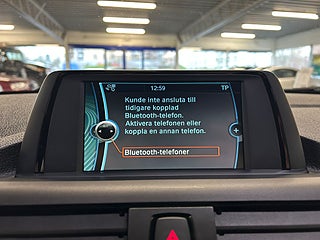 12:59
TP
Kunde inte ansluta till
tidigare kopplad
Bluetooth-telefon.
Aktivera telefonen eller
koppla en annan telefon.
Bluetooth-telefoner